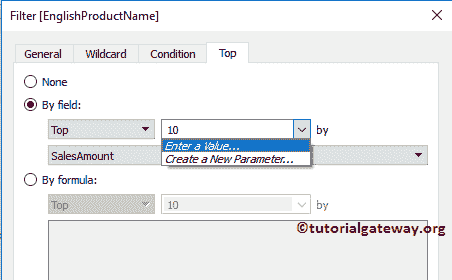 Filter [EnglishProductName]
General Wildcard Condition Top
None
By field:
Top 10 by
Enter a Value...
SalesAmount
Create a New Parameter...
By formula:
Top 10 by
©tutorialgateway.org